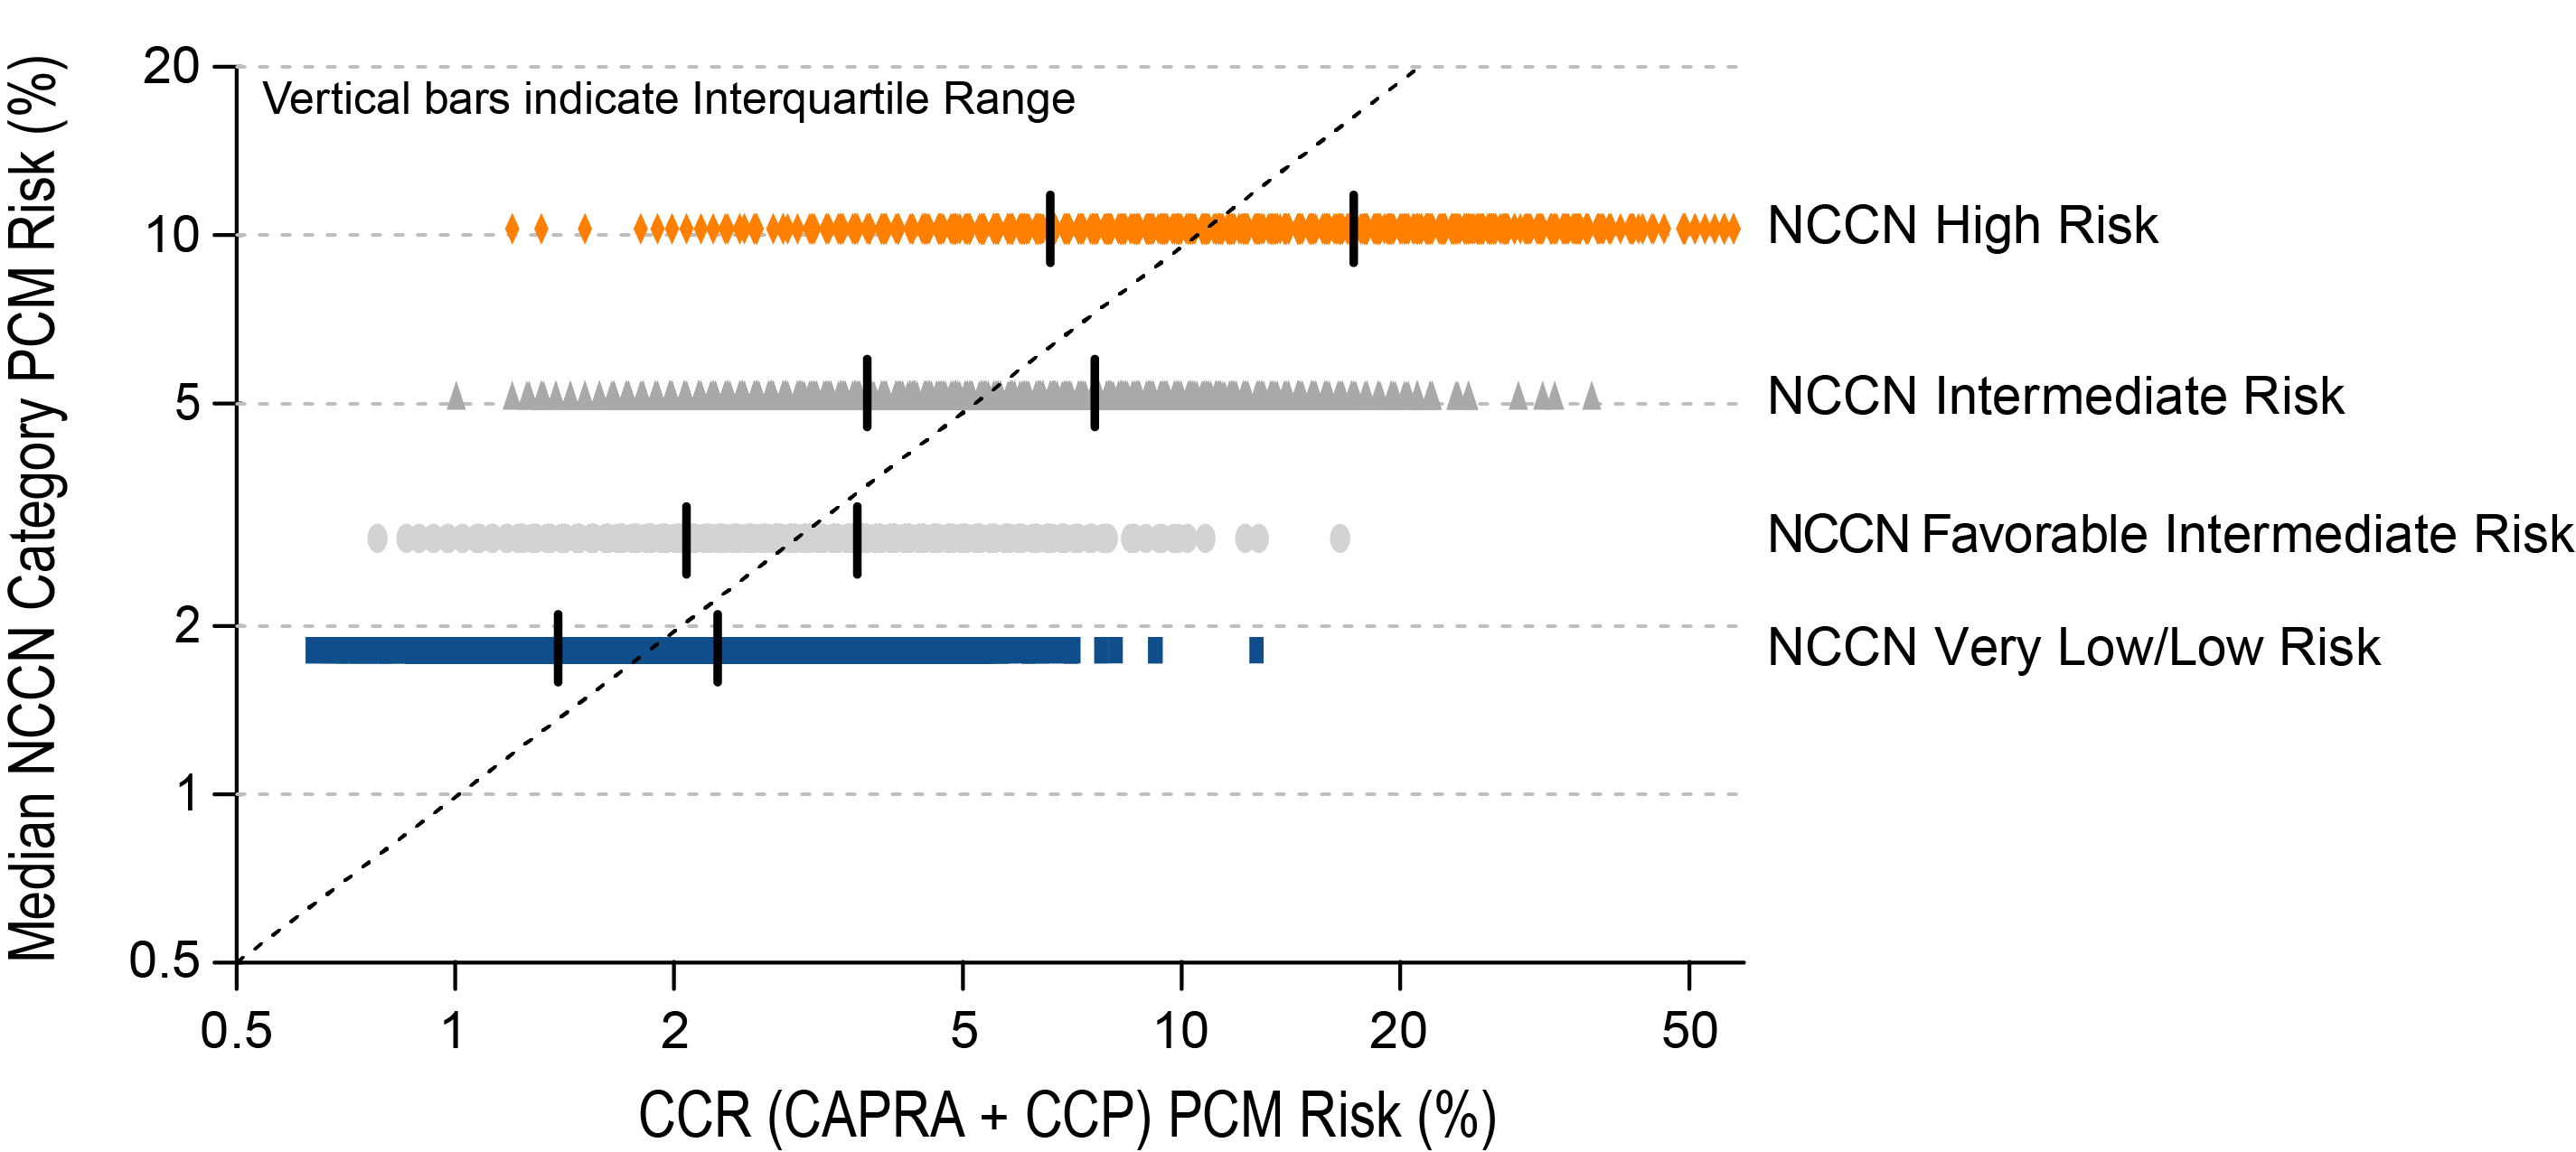 Median NCCN Category PCM Risk (%)
20
10
5
2
1
0.5
Vertical bars indicate Interquartile Range
NCCN High Risk
NCCN Intermediate Risk
NCCN Favorable Intermediate Risk
NCCN Very Low/Low Risk
0.5 1 2 5 10 20 50
CCR (CAPRA + CCP) PCM Risk (%)